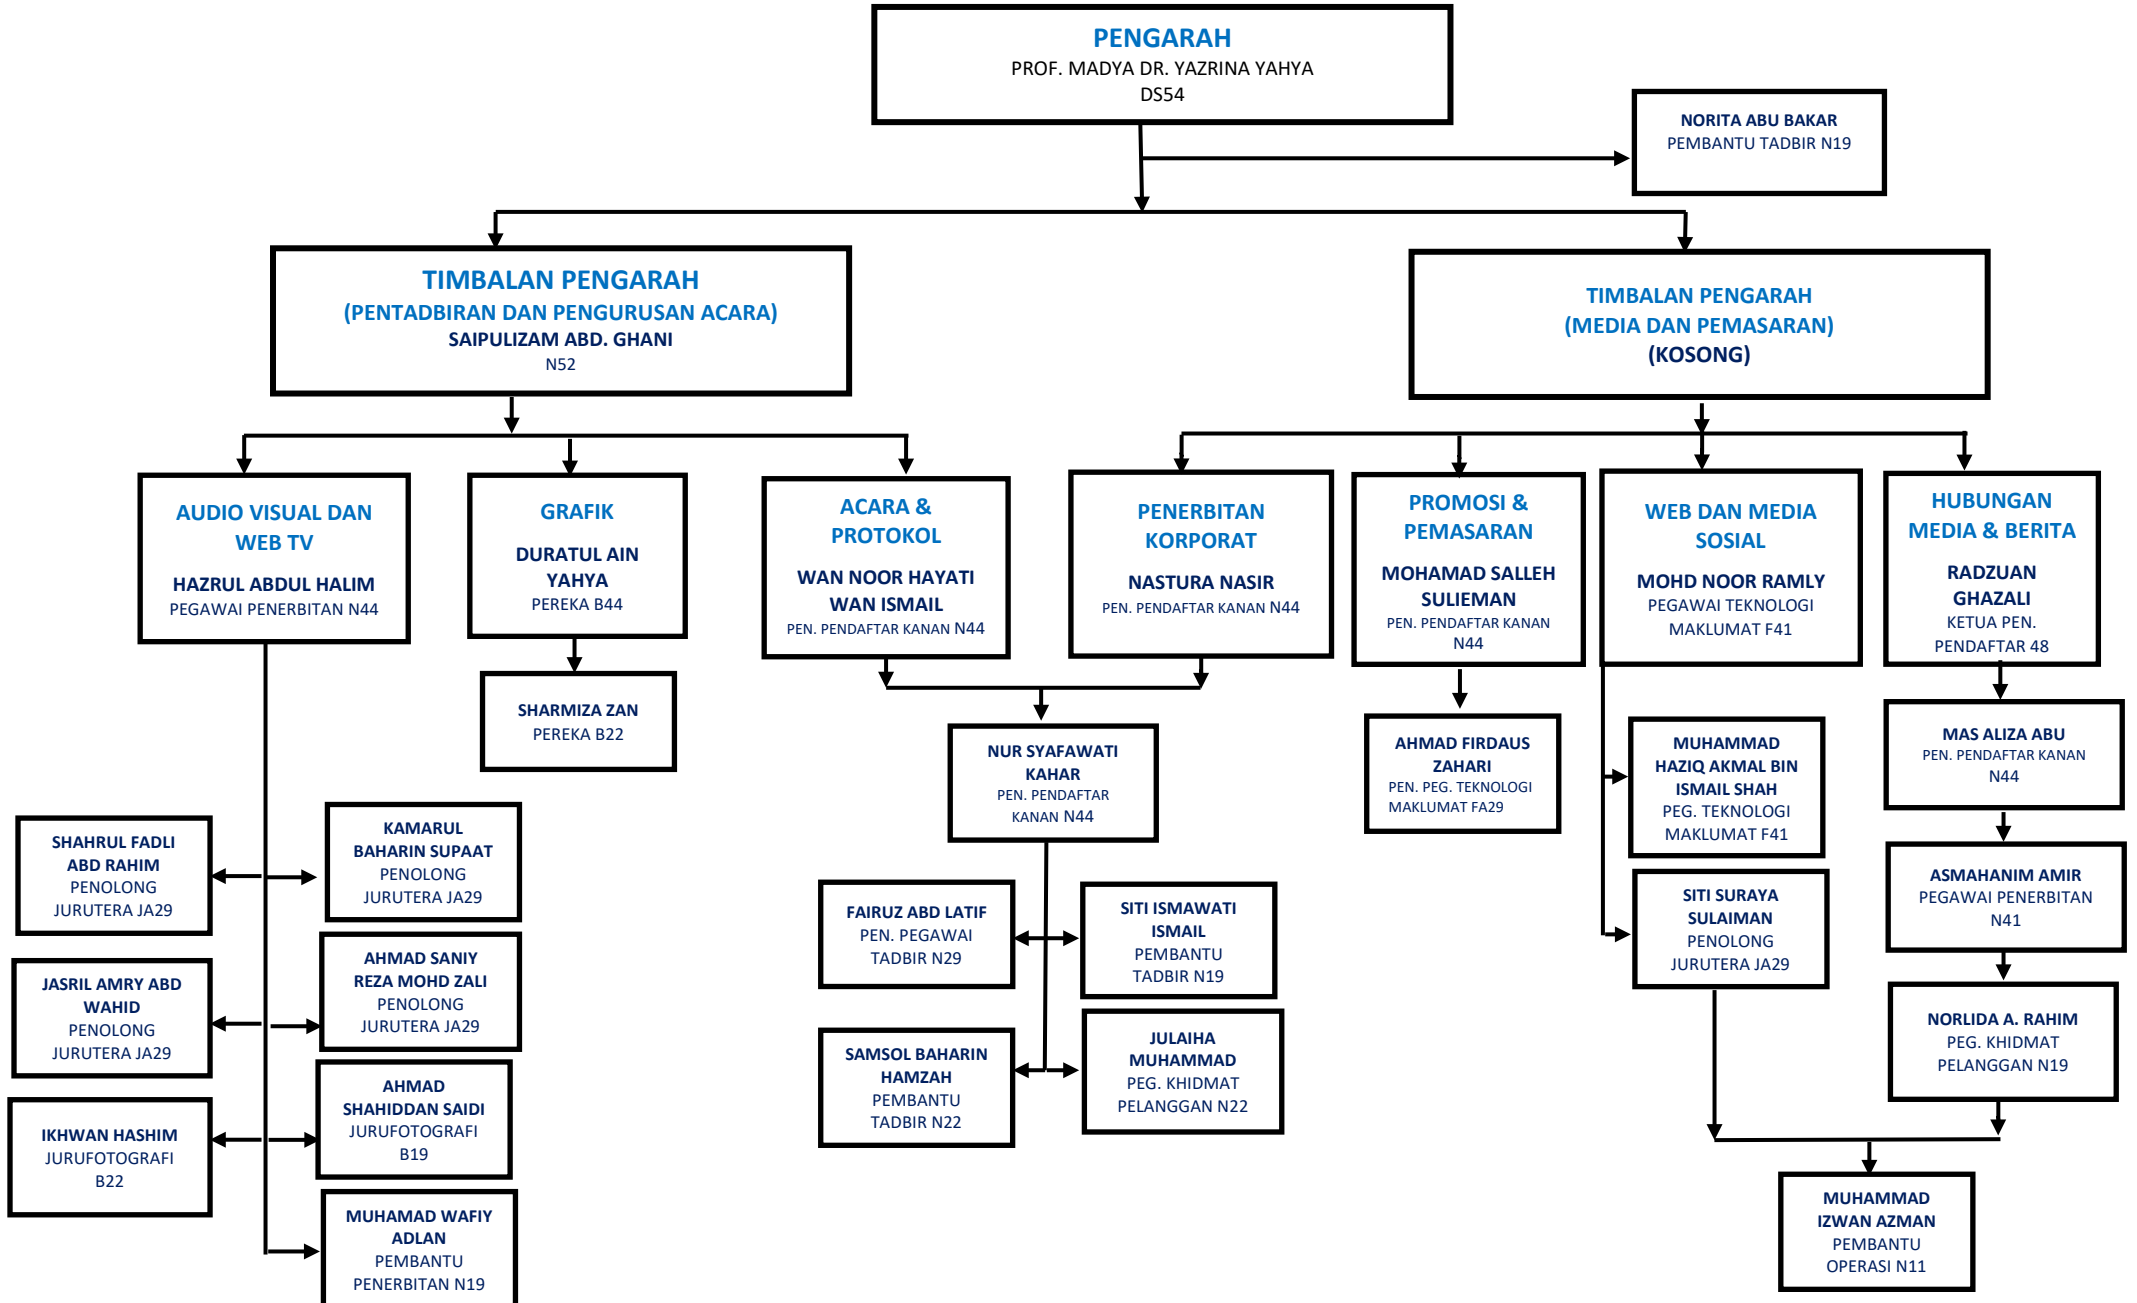 PENGARAH
PROF. MADYA DR. YAZRINA YAHYA
DS54
NORITA ABU BAKAR
PEMBANTU TADBIR N19
TIMBALAN PENGARAH
(PENTADBIRAN DAN PENGURUSAN ACARA)
SAIPULIZAM ABD. GHANI
N52
TIMBALAN PENGARAH
(MEDIA DAN PEMASARAN)
(KOSONG)
AUDIO VISUAL DAN
WEB TV
HAZRUL ABDUL HALIM
PEGAWAI PENERBITAN N44
GRAFIK
DURATUL AIN
YAHYA
PEREKA B44
ACARA &
PROTOKOL
WAN NOOR HAYATI
WAN ISMAIL
PEN. PENDAFTAR KANAN N44
PENERBITAN
KORPORAT
NASTURA NASIR
PEN. PENDAFTAR KANAN N44
PROMOSI &
PEMASARAN
MOHAMAD SALLEH
SULIEMAN
PEN. PENDAFTAR KANAN
N44
WEB DAN MEDIA
SOSIAL
MOHD NOOR RAMLY
PEGAWAI TEKNOLOGI
MAKLUMAT F41
HUBUNGAN
MEDIA & BERITA
RADZUAN
GHAZALI
KETUA PEN.
PENDAFTAR 48
SHARMIZA ZAN
PEREKA B22
NUR SYAFAWATI
KAHAR
PEN. PENDAFTAR
KANAN N44
AHMAD FIRDAUS
ZAHARI
PEN. PEG. TEKNOLOGI
MAKLUMAT FA29
MUHAMMAD
HAZIQ AKMAL BIN
ISMAIL SHAH
PEG. TEKNOLOGI
MAKLUMAT F41
MAS ALIZA ABU
PEN. PENDAFTAR KANAN
N44
SHAHRUL FADLI
ABD RAHIM
PENOLONG
JURUTERA JA29
KAMARUL
BAHARIN SUPAAT
PENOLONG
JURUTERA JA29
FAIRUZ ABD LATIF
PEN. PEGAWAI
TADBIR N29
SITI ISMAWATI
ISMAIL
PEMBANTU
TADBIR N19
SITI SURAYA
SULAIMAN
PENOLONG
JURUTERA JA29
ASMAHANIM AMIR
PEGAWAI PENERBITAN
N41
JASRIL AMRY ABD
WAHID
PENOLONG
JURUTERA JA29
AHMAD SANIY
REZA MOHD ZALI
PENOLONG
JURUTERA JA29
SAMSOL BAHARIN
HAMZAH
PEMBANTU
TADBIR N22
JULAIHA
MUHAMMAD
PEG. KHIDMAT
PELANGGAN N22
NORLIDA A. RAHIM
PEG. KHIDMAT
PELANGGAN N19
IKHWAN HASHIM
JURUFOTOGRAFI
B22
AHMAD
SHAHIDDAN SAIDI
JURUFOTOGRAFI
B19
MUHAMAD WAFIY
ADLAN
PEMBANTU
PENERBITAN N19
MUHAMMAD
IZWAN AZMAN
PEMBANTU
OPERASI N11